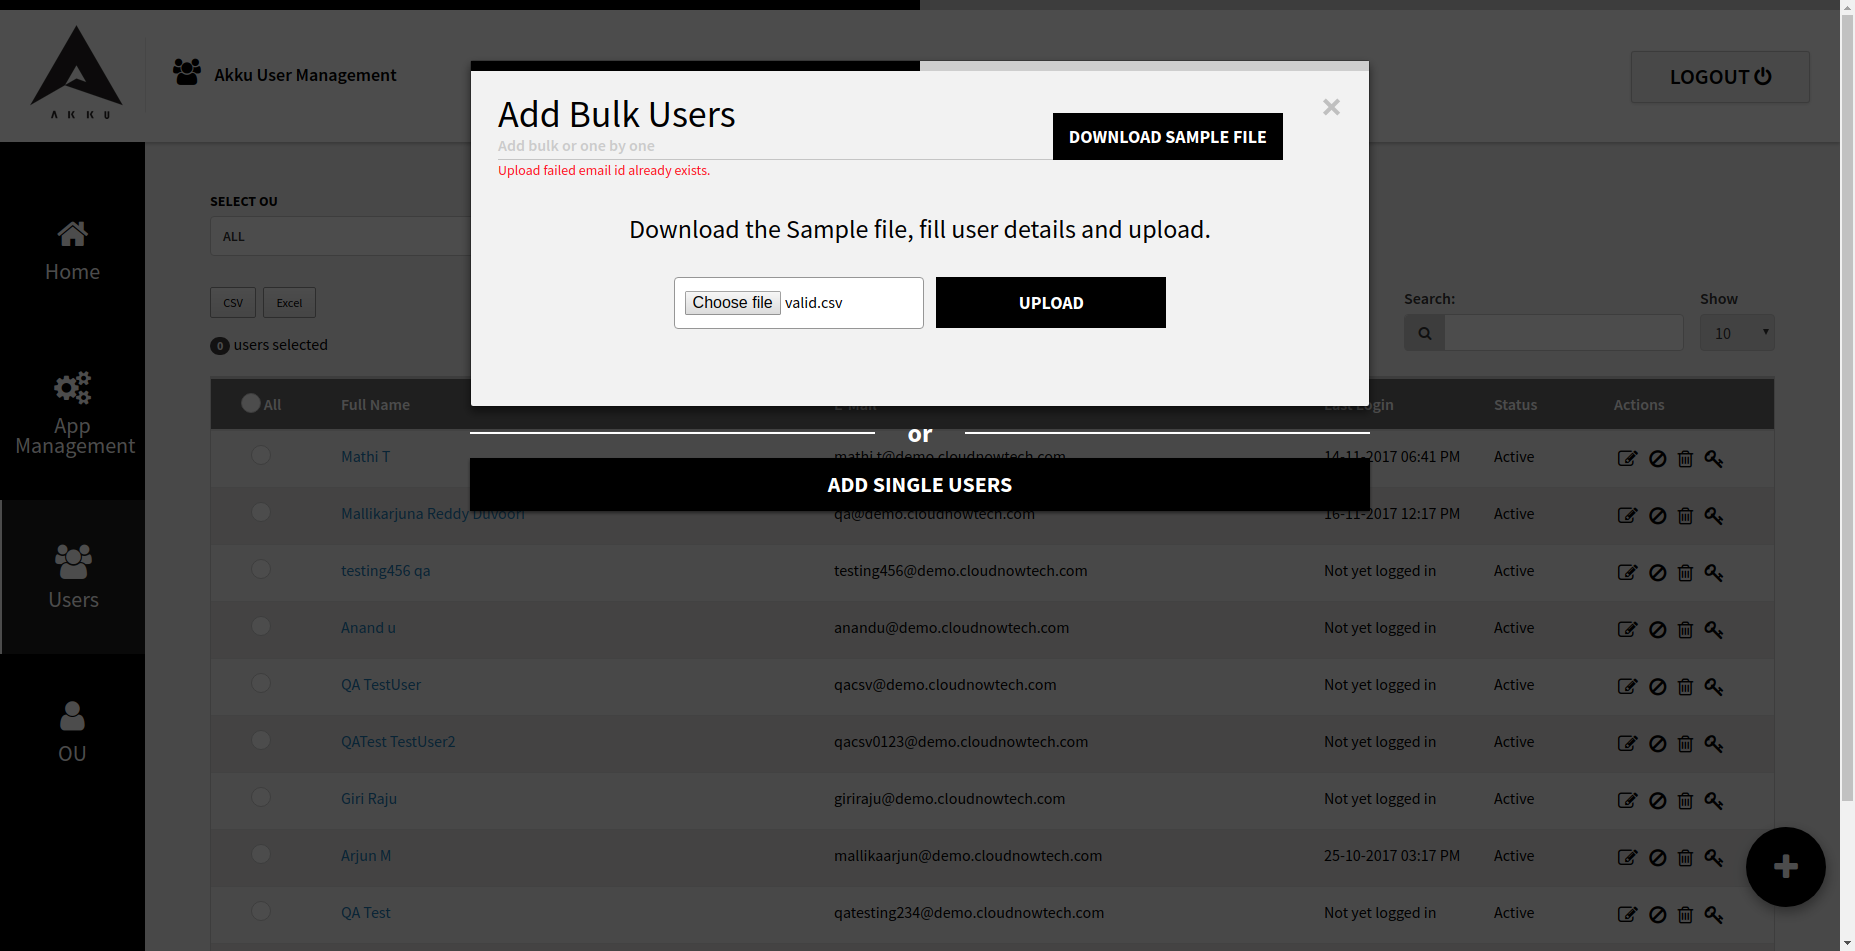 AKKU
Akku User Management
LOGOUT
Add Bulk Users
Add bulk or one by one
DOWNLOAD SAMPLE FILE
×
Upload failed email id already exists.
Download the Sample file, fill user details and upload.
Choose file valid.csv
UPLOAD
or
ADD SINGLE USERS
Home
App
Management
Users
OU
SELECT OU
ALL
CSV Excel
0 users selected
Search:
Show
10
All Full Name E-Mail Last Login Status Actions
Mathi T mathi.t@demo.cloudnowtech.com 14-11-2017 06:41 PM Active
Mallikarjuna Reddy Duvoori qa@demo.cloudnowtech.com 16-11-2017 12:17 PM Active
testing456 qa testing456@demo.cloudnowtech.com Not yet logged in Active
Anand u anandu@demo.cloudnowtech.com Not yet logged in Active
QA TestUser qacsv@demo.cloudnowtech.com Not yet logged in Active
QATest TestUser2 qacsv0123@demo.cloudnowtech.com Not yet logged in Active
Giri Raju giriraju@demo.cloudnowtech.com Not yet logged in Active
Arjun M mallikaarjun@demo.cloudnowtech.com 25-10-2017 03:17 PM Active
QA Test qatesting234@demo.cloudnowtech.com Not yet logged in Active